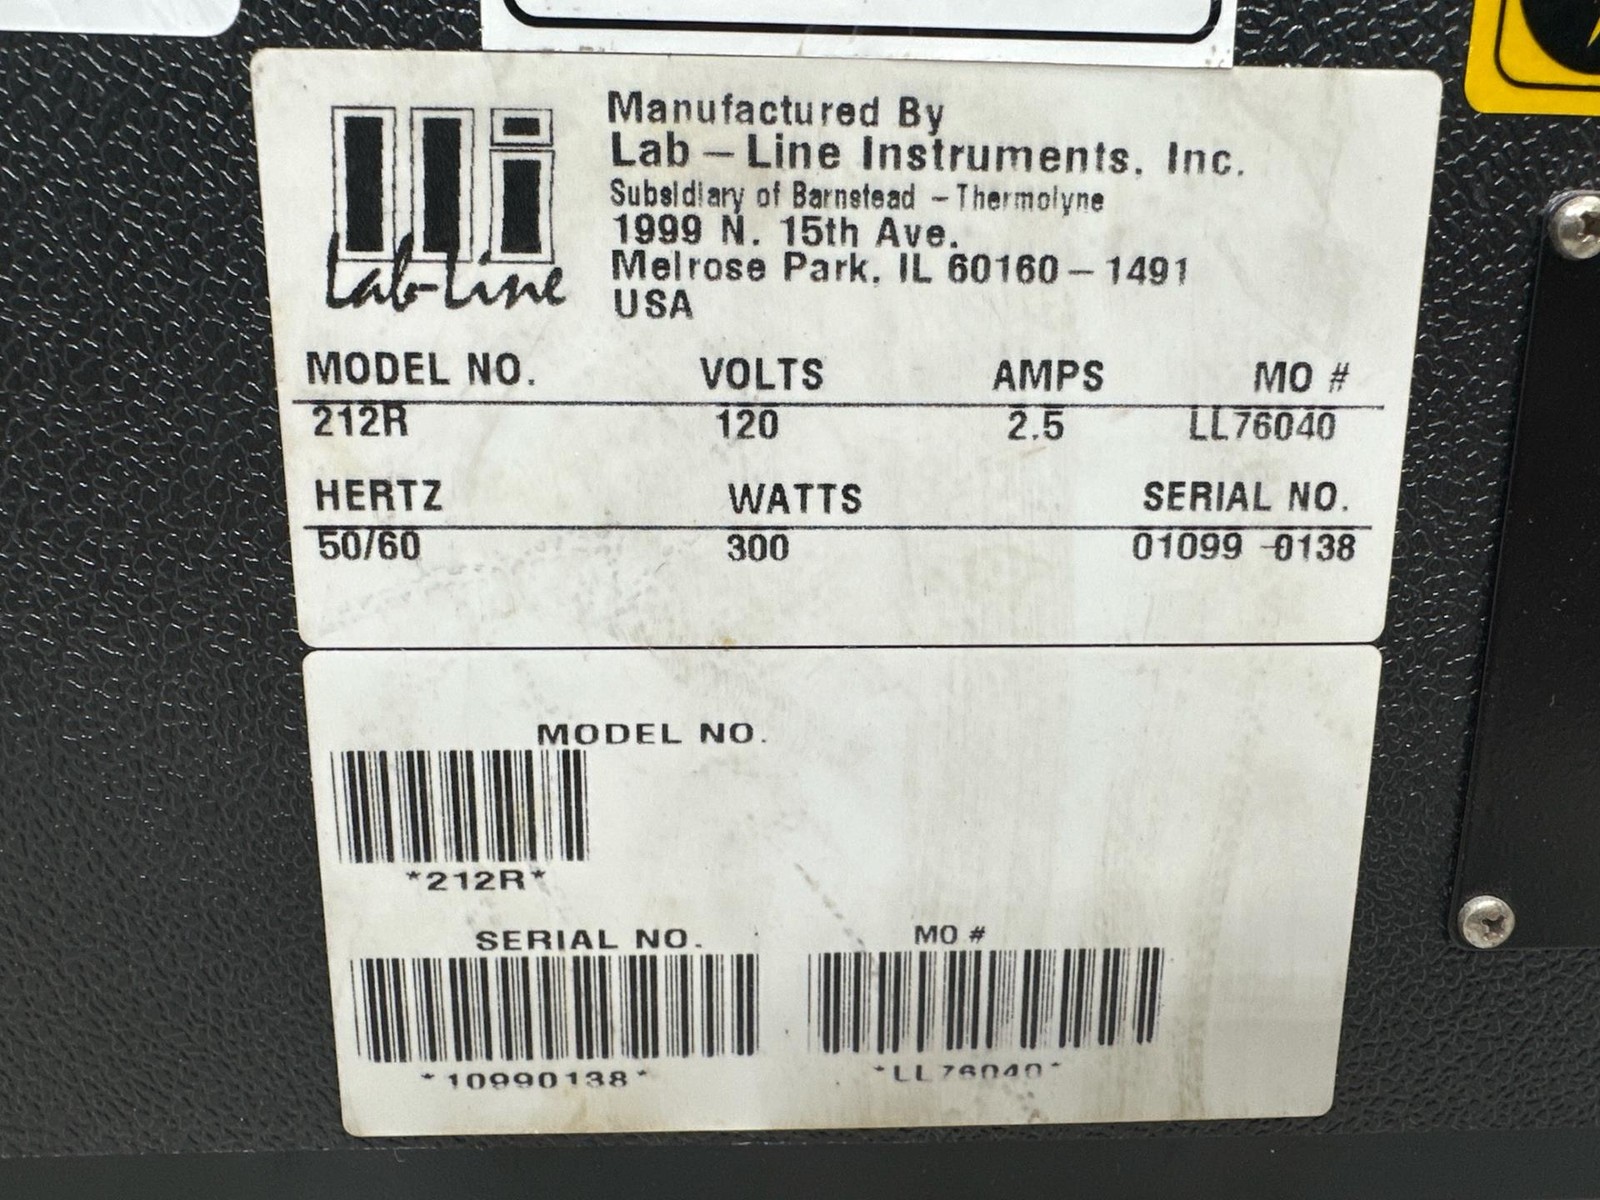 Manufactured By
Lab – Line Instruments, Inc.
Subsidiary of Barnstead – Thermolyne
1999 N. 15th Ave.
Melrose Park, IL 60160 – 1491
USA
Lab-Line
MODEL NO. VOLTS AMPS MO #
212R 120 2.5 LL76040
HERTZ WATTS SERIAL NO.
50/60 300 01099 -0138
MODEL NO.
*212R*
SERIAL NO. MO #
*10990138* *LL76040*